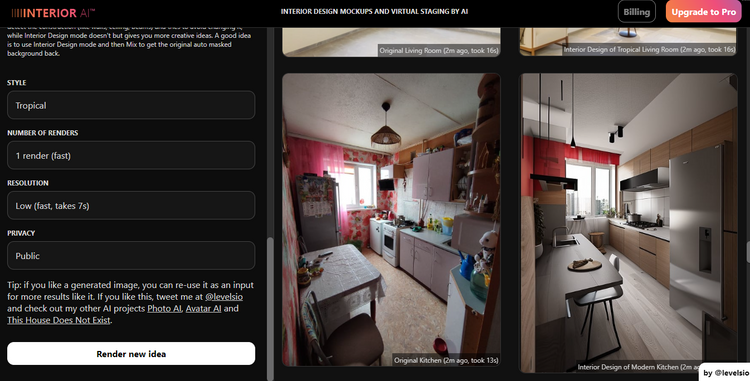 INTERIOR AI™
INTERIOR DESIGN MOCKUPS AND VIRTUAL STAGING BY AI
Billing
Upgrade to Pro
while Interior Design mode doesn't but gives you more creative ideas. A good idea
is to use Interior Design mode and then Mix to get the original auto masked
background back.
STYLE
Tropical
NUMBER OF RENDERS
1 render (fast)
RESOLUTION
Low (fast, takes 7s)
PRIVACY
Public
Tip: if you like a generated image, you can re-use it as an input
for more results like it. If you like this, tweet me at @levelsio
and check out my other AI projects Photo AI, Avatar AI and
This House Does Not Exist.
Render new idea
Original Living Room (2m ago, took 16s)
Interior Design of Tropical Living Room (2m ago, took 16s)
Original Kitchen (2m ago, took 13s)
Interior Design of Modern Kitchen (2m ago,
by @levelsio